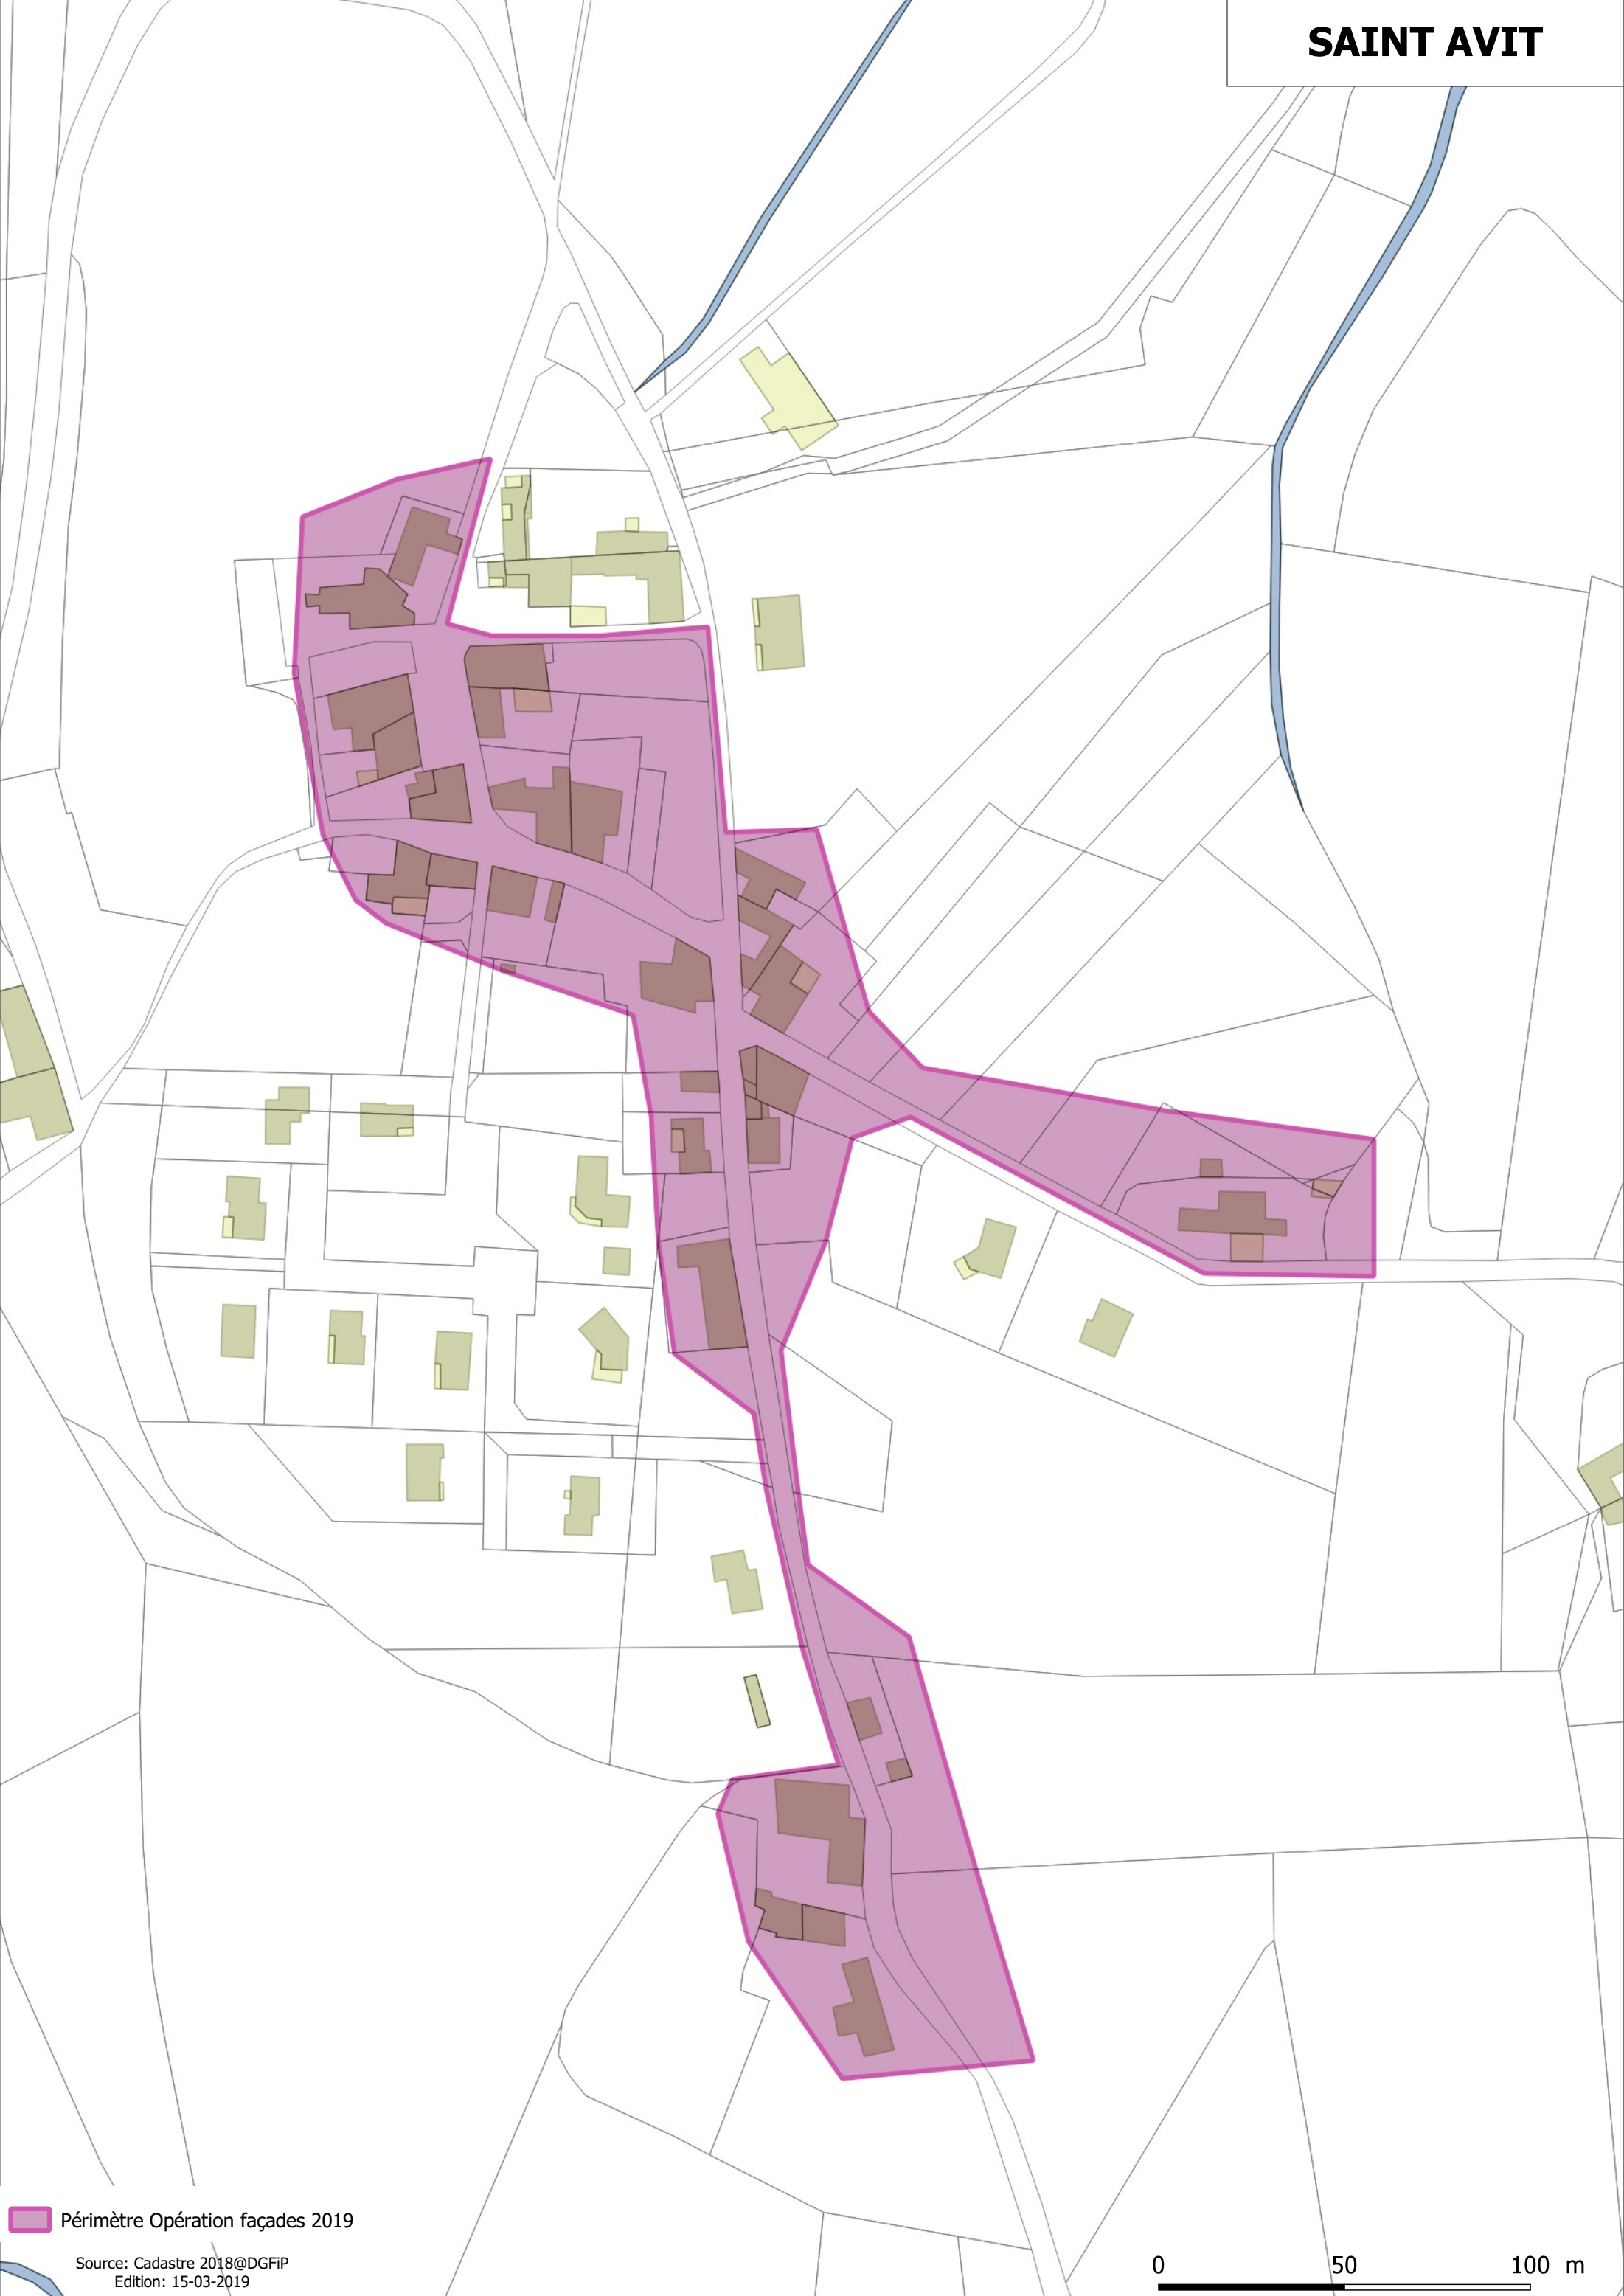 SAINT AVIT
Périmètre Opération façades 2019
Source: Cadastre 2018@DGFiP
Edition: 15-03-2019
0 50 100 m